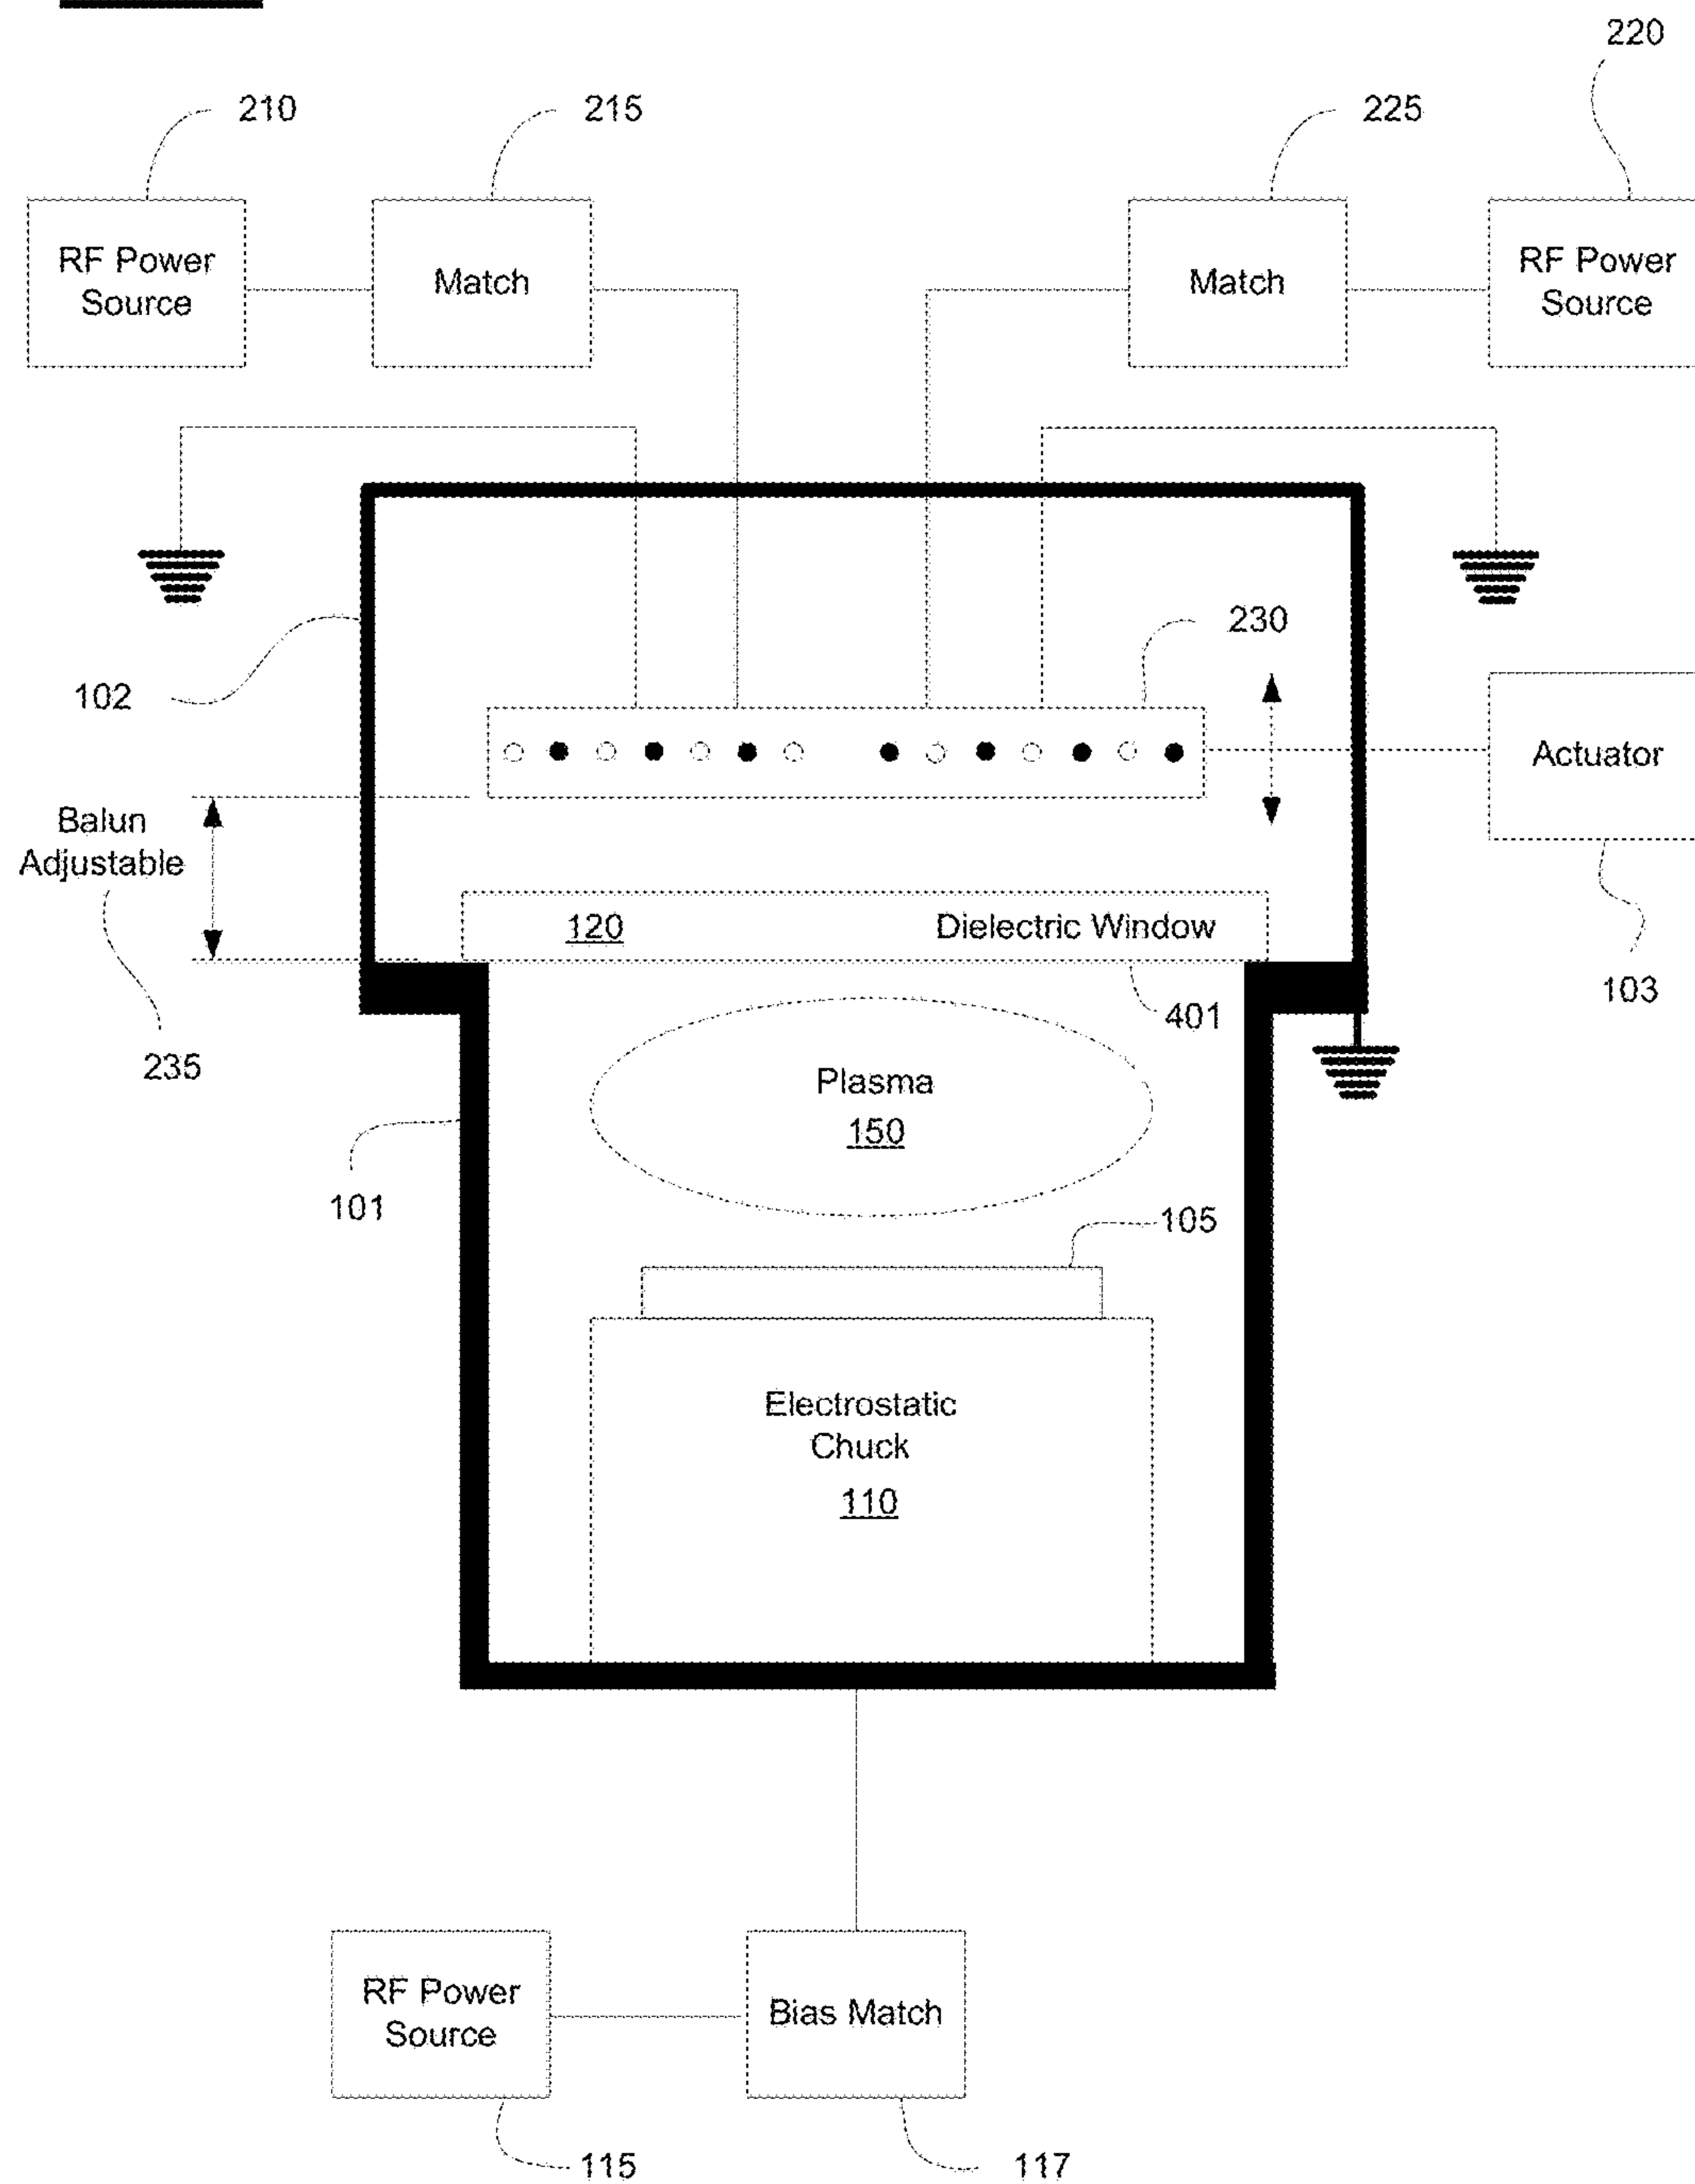 220
210
215
225
RF Power
Source
Match
Match
RF Power
Source
230
102
Actuator
Balun
Adjustable
120
Dielectric Window
103
401
235
Plasma
150
101
105
Electrostatic
Chuck
110
RF Power
Source
Bias Match
115
117